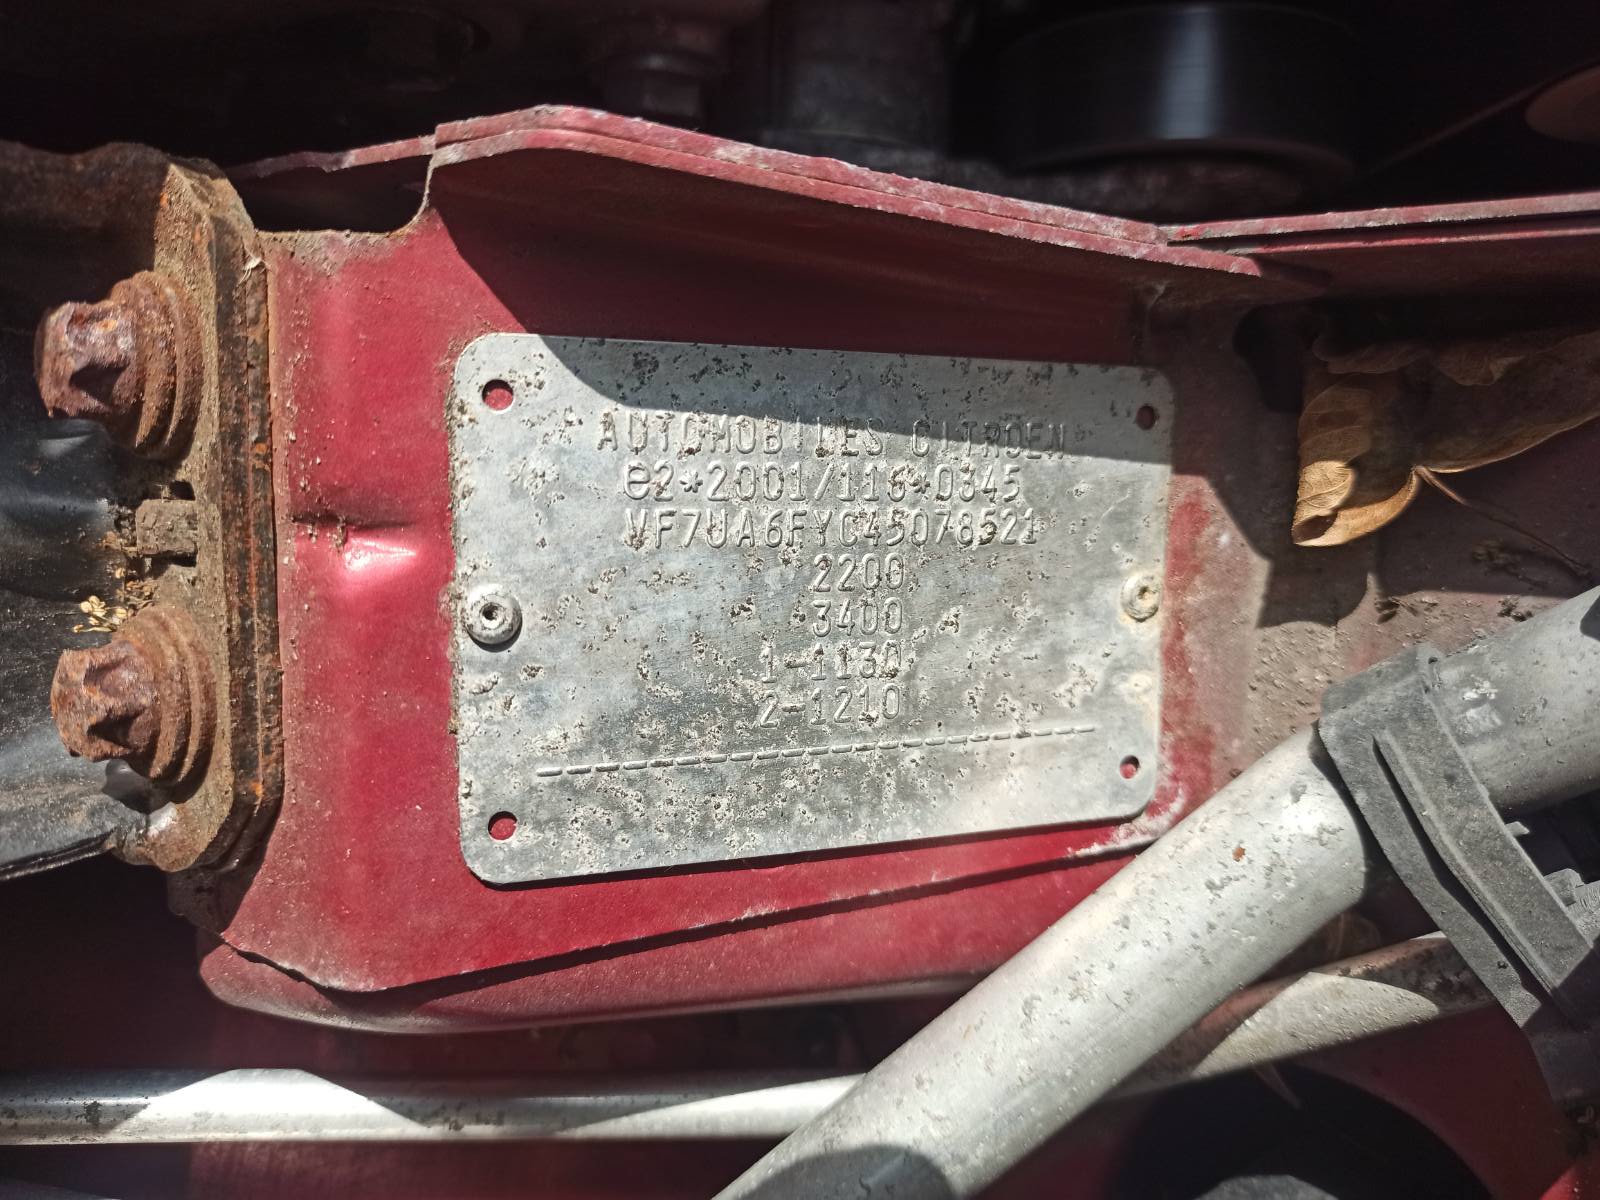 AUTOMOBILES CITROEN
e2*2001/116*0345
VF7UA6FYC45078521
2200
3400
1-1130
2-1210